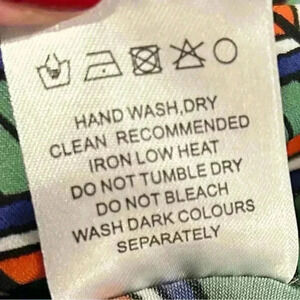 HAND WASH,DRY
CLEAN RECOMMENDED
IRON LOW HEAT
DO NOT TUMBLE DRY
DO NOT BLEACH
WASH DARK COLOURS
SEPARATELY